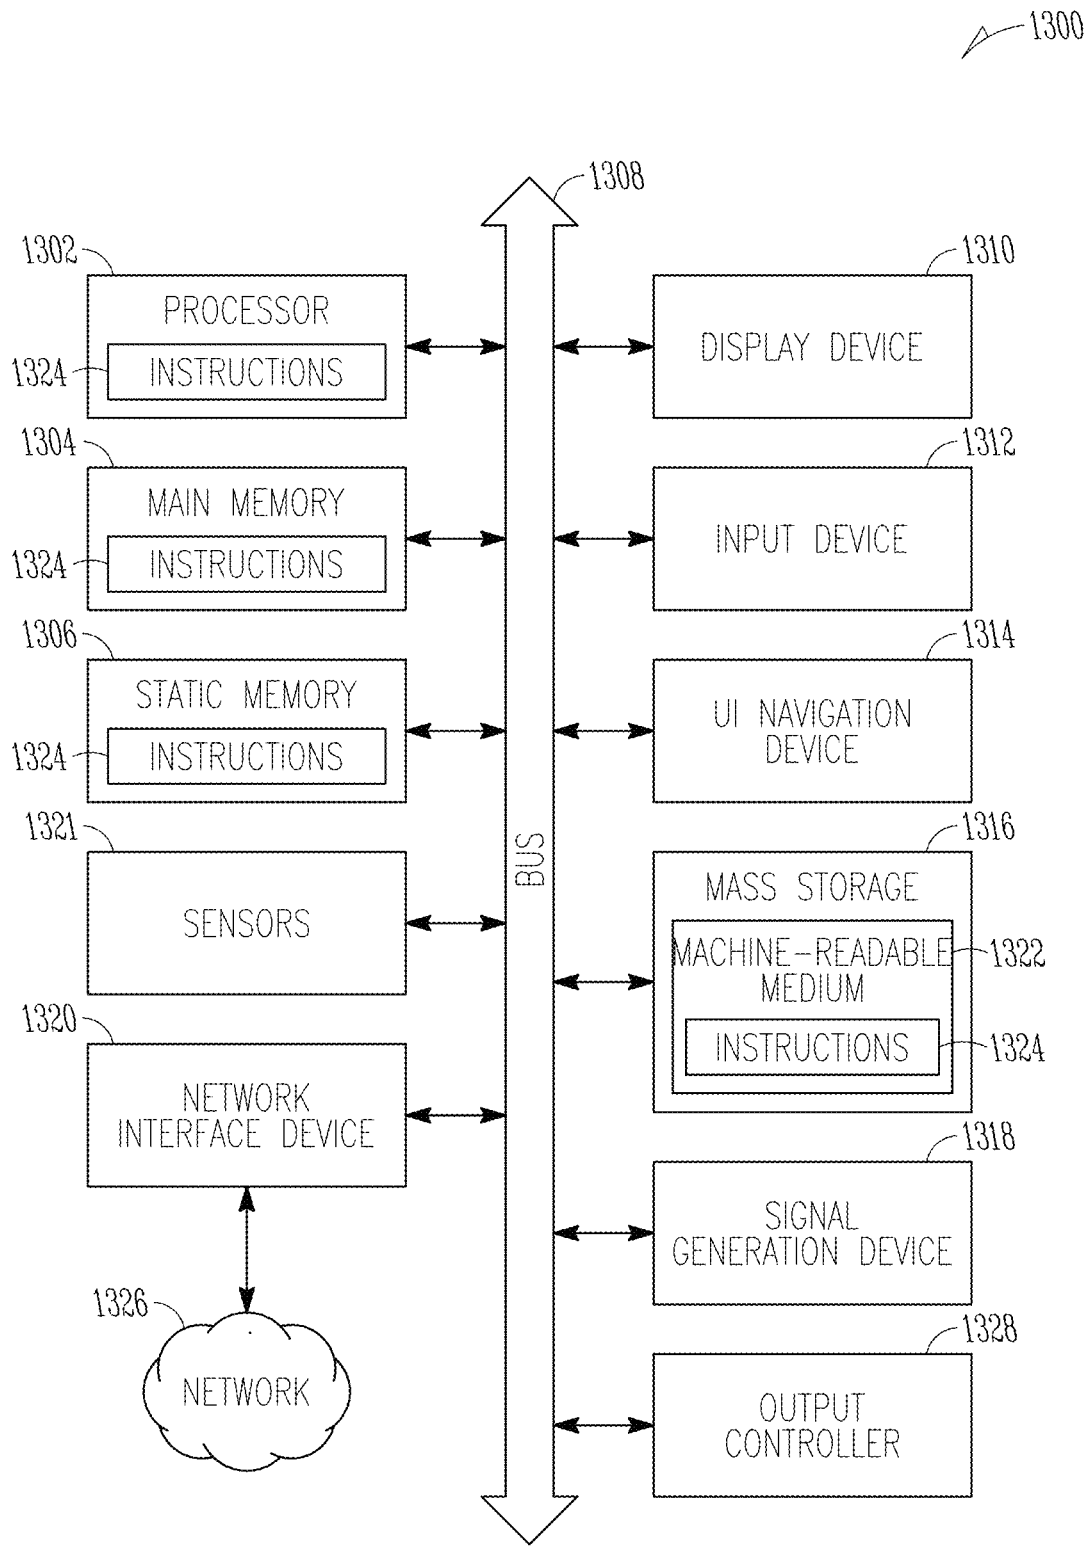 1300
1308
1302
PROCESSOR
1324
INSTRUCTIONS
1304
MAIN MEMORY
1324
INSTRUCTIONS
1306
STATIC MEMORY
1324
INSTRUCTIONS
1321
SENSORS
1320
NETWORK
INTERFACE DEVICE
1326
NETWORK
BUS
1310
DISPLAY DEVICE
1312
INPUT DEVICE
1314
UI NAVIGATION
DEVICE
1316
MASS STORAGE
MACHINE-READABLE
MEDIUM
1322
INSTRUCTIONS
1324
1318
SIGNAL
GENERATION DEVICE
1328
OUTPUT
CONTROLLER